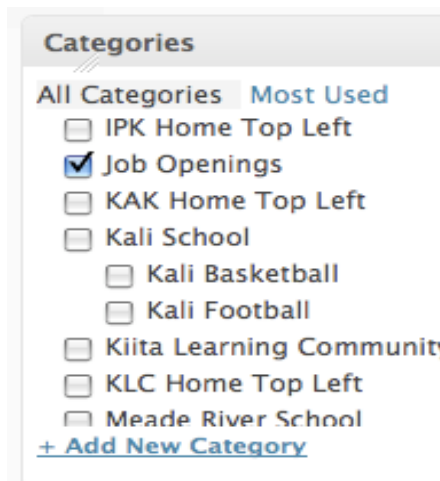 Categories
All Categories Most Used
IPK Home Top Left
Job Openings
KAK Home Top Left
Kali School
Kali Basketball
Kali Football
Kiita Learning Community
KLC Home Top Left
Meade River School
+ Add New Category